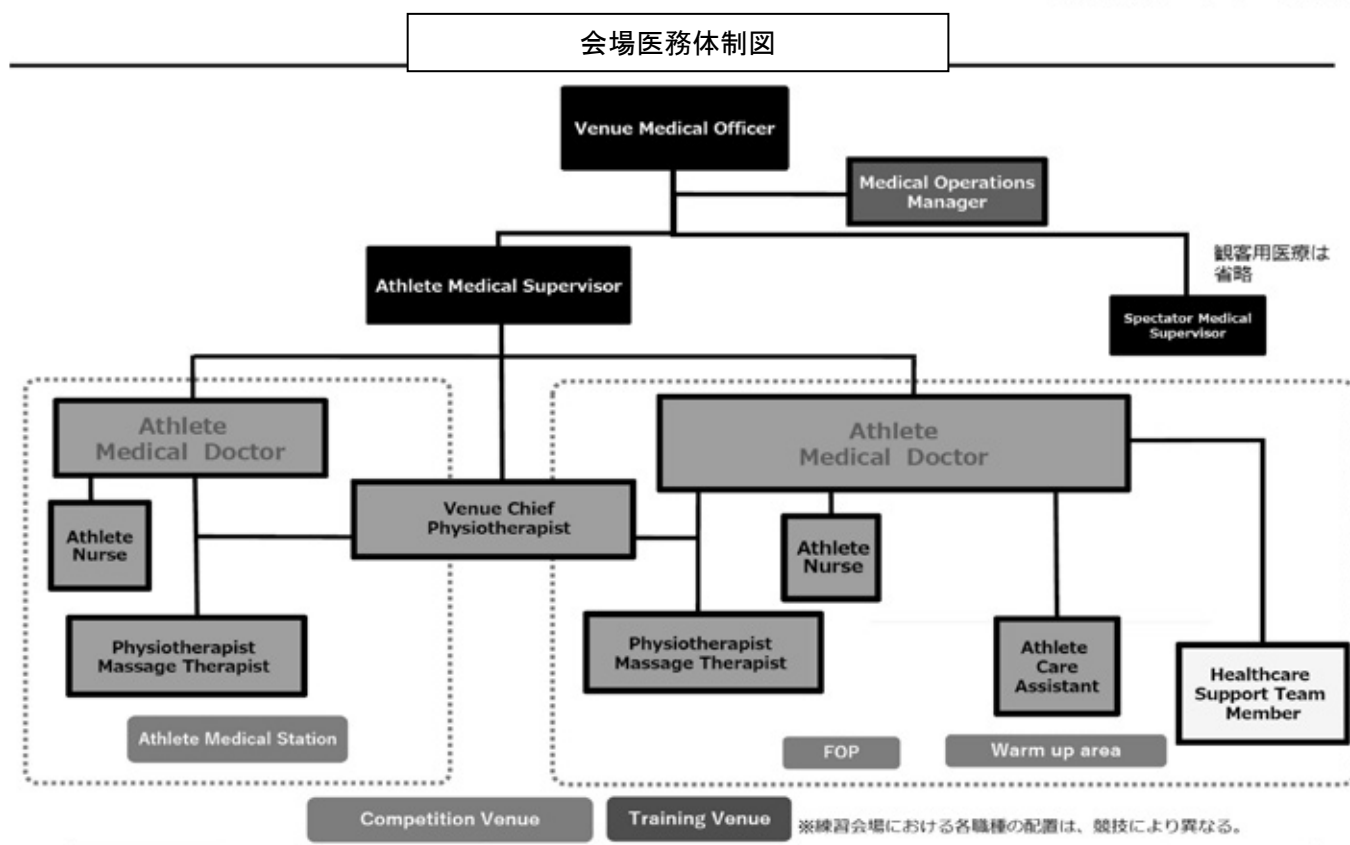 会場医務体制図
Venue Medical Officer
Medical Operations
Manager
Athlete Medical Supervisor
観客用医療は
省略
Spectator Medical
Supervisor
Athlete
Medical Doctor
Athlete
Medical Doctor
Venue Chief
Physiotherapist
Athlete
Nurse
Athlete
Nurse
Physiotherapist
Massage Therapist
Physiotherapist
Massage Therapist
Athlete
Care
Assistant
Healthcare
Support Team
Member
Athlete Medical Station
FOP
Warm up area
Competition Venue
Training Venue
※練習会場における各職種の配置は、競技により異なる。